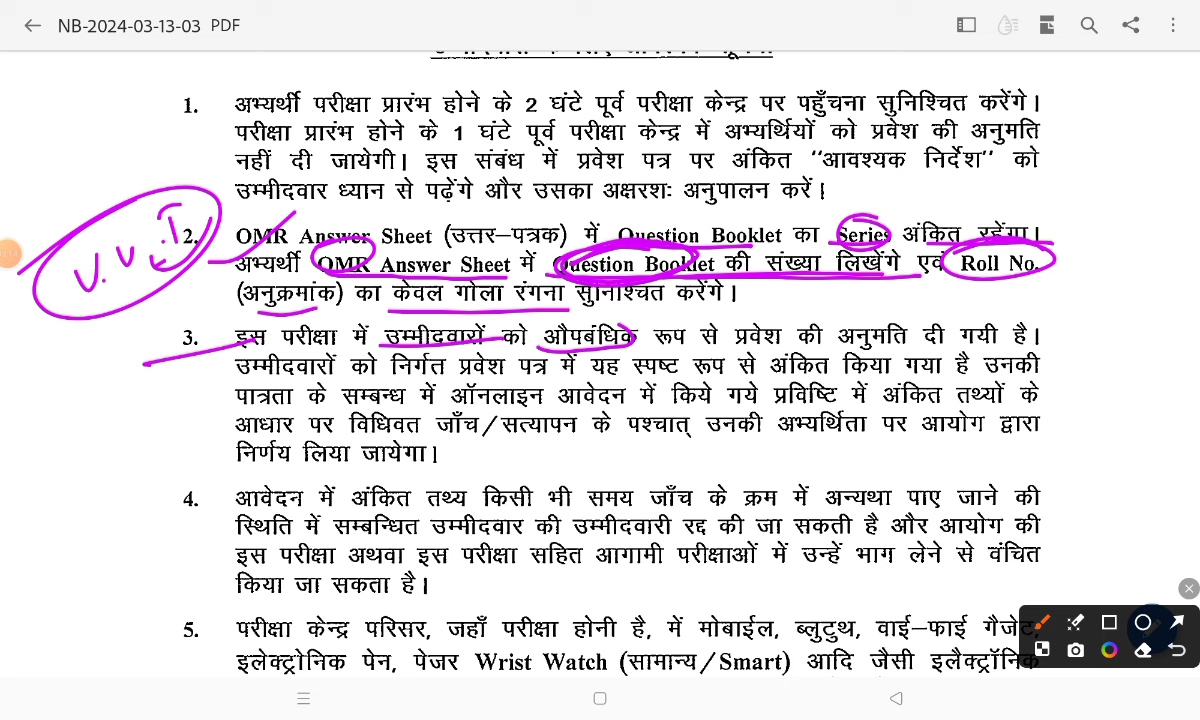 NB-2024-03-13-03 PDF
1. अभ्यर्थी परीक्षा प्रारंभ होने के 2 घंटे पूर्व परीक्षा केन्द्र पर पहुँचना सुनिश्चित करेंगे।
परीक्षा प्रारंभ होने के 1 घंटे पूर्व परीक्षा केन्द्र में अभ्यर्थियों को प्रवेश की अनुमति
नहीं दी जायेगी। इस संबंध में प्रवेश पत्र पर अंकित "आवश्यक निर्देश" को
उम्मीदवार ध्यान से पढ़ेंगे और उसका अक्षरशः अनुपालन करें।
V.V.I
2. OMR Answer Sheet (उत्तर–पत्रक) में Question Booklet का Series अंकित रहेंगा।
अभ्यर्थी OMR Answer Sheet में Question Booklet की संख्या लिखेंगे एवं Roll No.
(अनुक्रमांक) का केवल गोला रंगना सुनिश्चित करेंगे।
3. इस परीक्षा में उम्मीदवारों को औपबंधिक रूप से प्रवेश की अनुमति दी गयी है।
उम्मीदवारों को निर्गत प्रवेश पत्र में यह स्पष्ट रूप से अंकित किया गया है उनकी
पात्रता के सम्बन्ध में ऑनलाइन आवेदन में किये गये प्रविष्टि में अंकित तथ्यों के
आधार पर विधिवत जाँच/सत्यापन के पश्चात् उनकी अभ्यर्थिता पर आयोग द्वारा
निर्णय लिया जायेगा।
4. आवेदन में अंकित तथ्य किसी भी समय जाँच के क्रम में अन्यथा पाए जाने की
स्थिति में सम्बन्धित उम्मीदवार की उम्मीदवारी रद्द की जा सकती है और आयोग की
इस परीक्षा अथवा इस परीक्षा सहित आगामी परीक्षाओं में उन्हें भाग लेने से वंचित
किया जा सकता है।
5. परीक्षा केन्द्र परिसर, जहाँ परीक्षा होनी है, में मोबाईल, ब्लुटुथ, वाई–फाई गैजेट,
इलेक्ट्रोनिक पेन, पेजर Wrist Watch (सामान्य/Smart) आदि जैसी इलैक्ट्रॉनिक